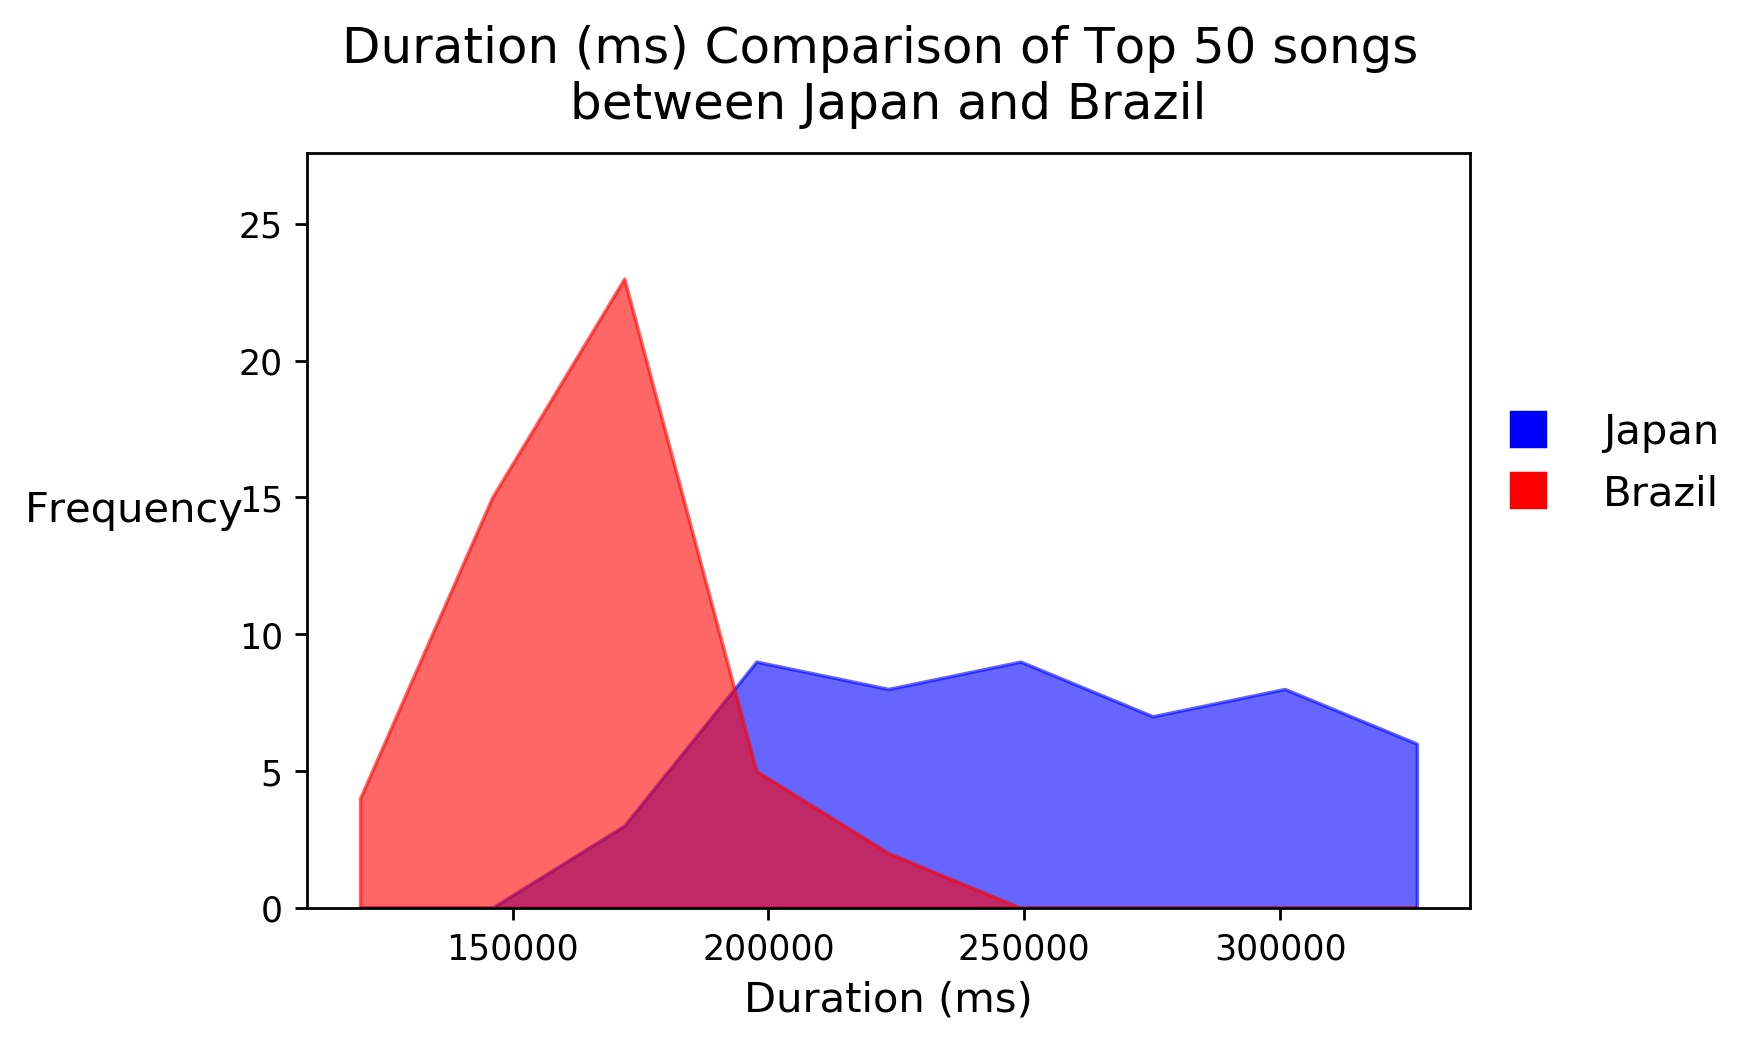 Duration (ms) Comparison of Top 50 songs
between Japan and Brazil
25
20
15
10
5
0
Frequency
150000 200000 250000 300000
Duration (ms)
Japan
Brazil